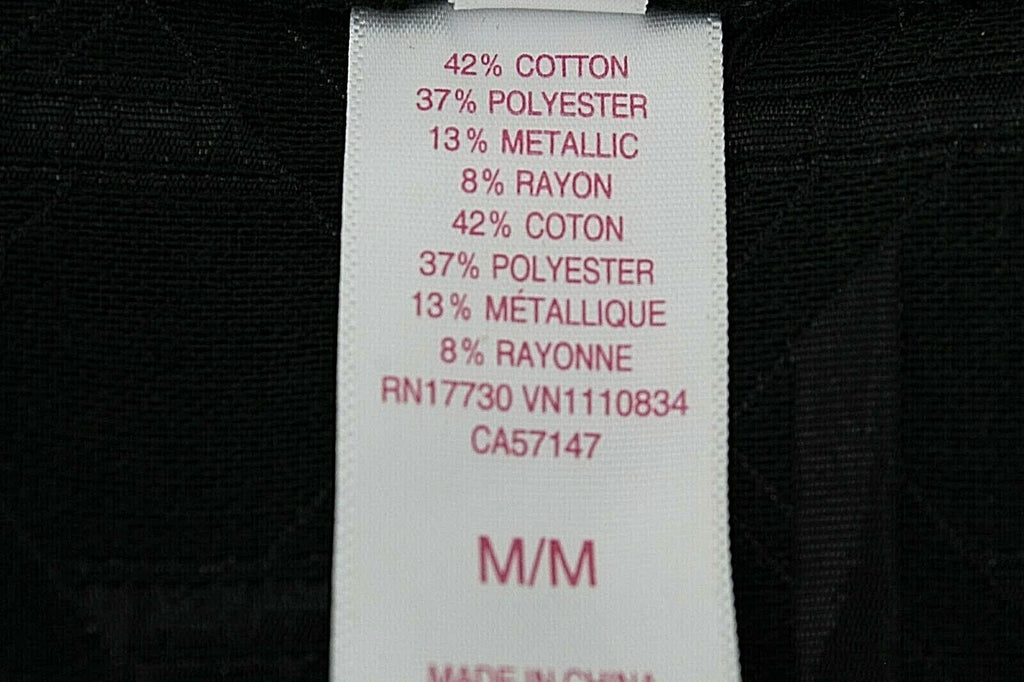 42% COTTON
37% POLYESTER
13% METALLIC
8% RAYON
42% COTON
37% POLYESTER
13% MÉTALLIQUE
8% RAYONNE
RN17730 VN1110834
CA57147
M/M
MADE IN CHINA